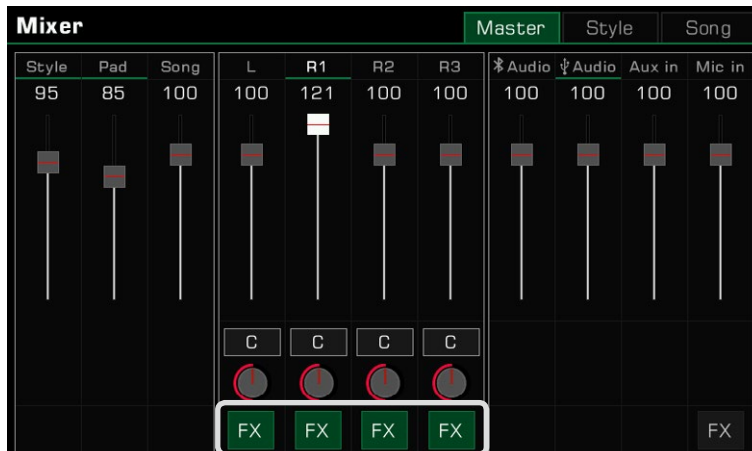 Mixer Master Style Song
Style Pad Song L R1 R2 R3 Audio Audio Aux in Mic in
95 85 100 100 121 100 100 100 100 100 100
C C C C
FX FX FX FX FX